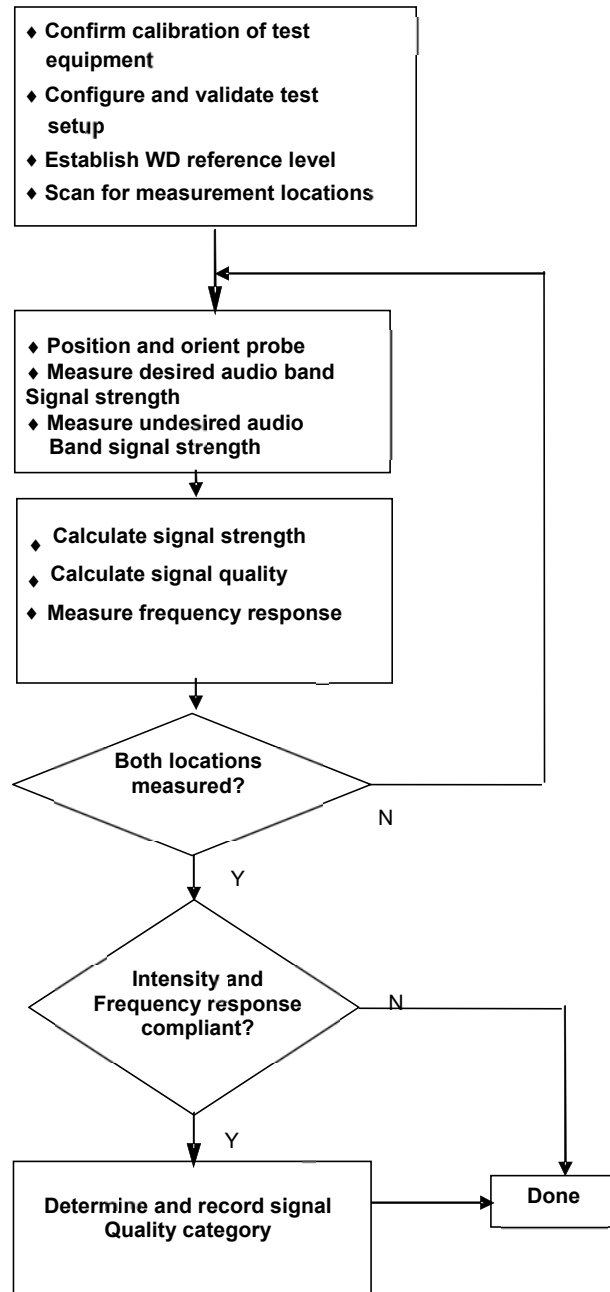 ♦ Confirm calibration of test
equipment
♦ Configure and validate test
setup
♦ Establish WD reference level
♦ Scan for measurement locations
♦ Position and orient probe
♦ Measure desired audio band
Signal strength
♦ Measure undesired audio
Band signal strength
♦ Calculate signal strength
♦ Calculate signal quality
♦ Measure frequency response
Both locations
measured?
N
Y
Intensity and
Frequency response
compliant?
N
Y
Determine and record signal
Quality category
Done